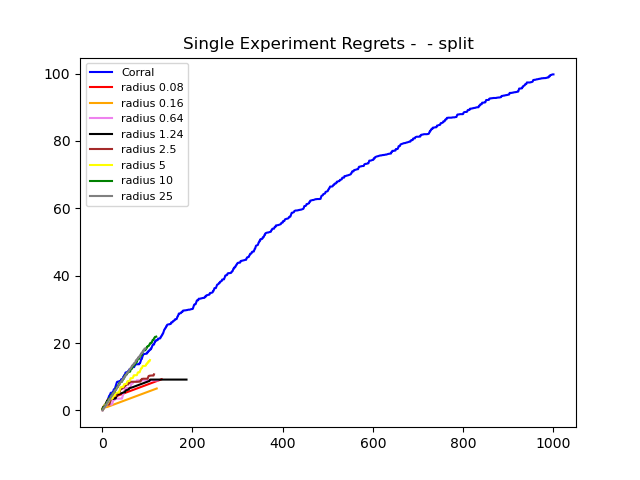 Single Experiment Regrets -  - split
100
80
60
40
20
0
Corral
radius 0.08
radius 0.16
radius 0.64
radius 1.24
radius 2.5
radius 5
radius 10
radius 25
0 200 400 600 800 1000